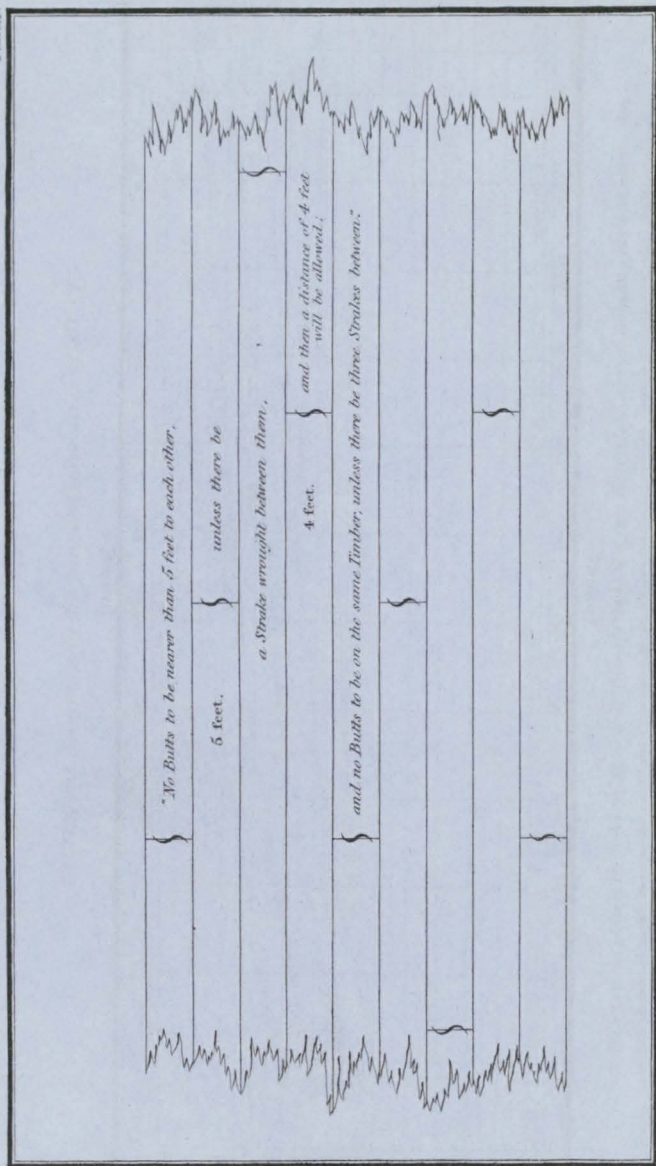 "No Butts to be nearer than 5 feet to each other,
5 feet.
unless there be
a Strake wrought between them,
4 feet.
and then a distance of 4 feet
will be allowed;
and no Butts to be on the same Timber, unless there be three Strakes between."